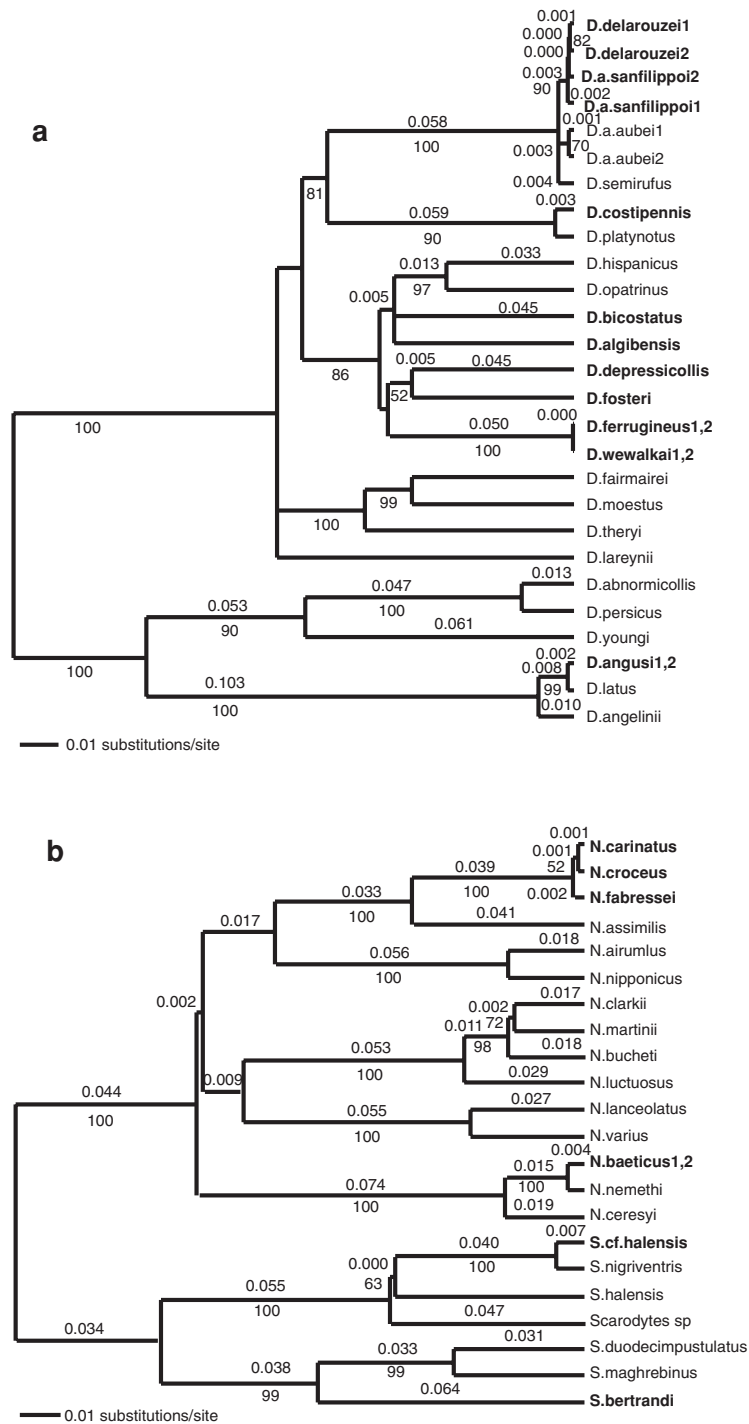 a
0.001
D.delarouzei1
0.000
82
D.delarouzei2
0.000
D.a.sanfilippoi2
0.003
90
0.002
D.a.sanfilippoi1
0.058
0.001
D.a.aubei1
100
0.003
70
D.a.aubei2
0.004
D.semirufus
81
0.003
D.costipennis
0.059
90
D.platynotus
0.033
D.hispanicus
0.013
97
D.opatrinus
0.005
0.045
D.bicostatus
D.algibensis
86
0.005
0.045
D.depressicollis
52
D.fosteri
0.000
D.ferrugineus1,2
0.050
100
D.wewalkai1,2
100
D.fairmairei
99
D.moestus
100
D.theryi
D.lareynii
0.013
D.abnormicollis
0.047
100
D.persicus
0.053
90
0.061
D.youngi
100
0.002
D.angusi1,2
0.008
99
D.latus
0.103
100
0.010
D.angelinii
0.01 substitutions/site
b
0.001
N.carinatus
0.001
52
N.croceus
0.039
100
0.002
N.fabressei
0.033
100
0.041
N.assimilis
0.017
0.018
N.airumlus
0.056
100
N.nipponicus
0.002
0.017
N.clarkii
0.002
72
N.martinii
0.011
98
0.018
N.bucheti
0.053
100
0.029
N.luctuosus
0.009
0.027
N.lanceolatus
0.055
100
N.varius
0.044
100
0.004
N.baeticus1,2
0.015
100
N.nemethi
0.074
100
0.019
N.ceresyi
0.007
S.cf.halensis
0.040
100
S.nigriventris
0.000
63
S.halensis
0.055
100
0.047
Scarodytes sp
0.034
0.031
S.duodecimpustulatus
0.033
99
S.maghrebinus
0.038
99
0.064
S.bertrandi
0.01 substitutions/site